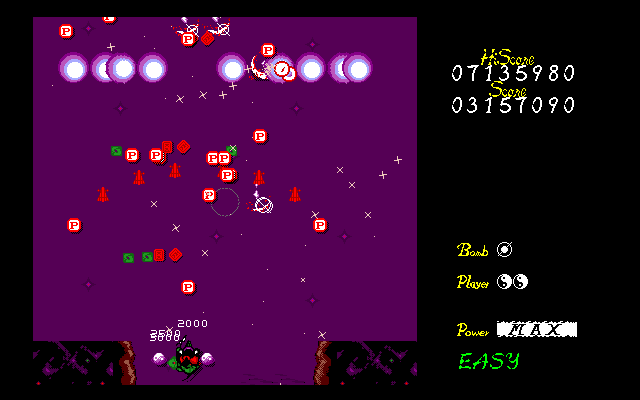 HiScore
07135980
Score
03157090
P
P
P
P
P P
P P
P
P
P
P
P
Bomb
Player
2000
2500
3000
Power MAX
EASY